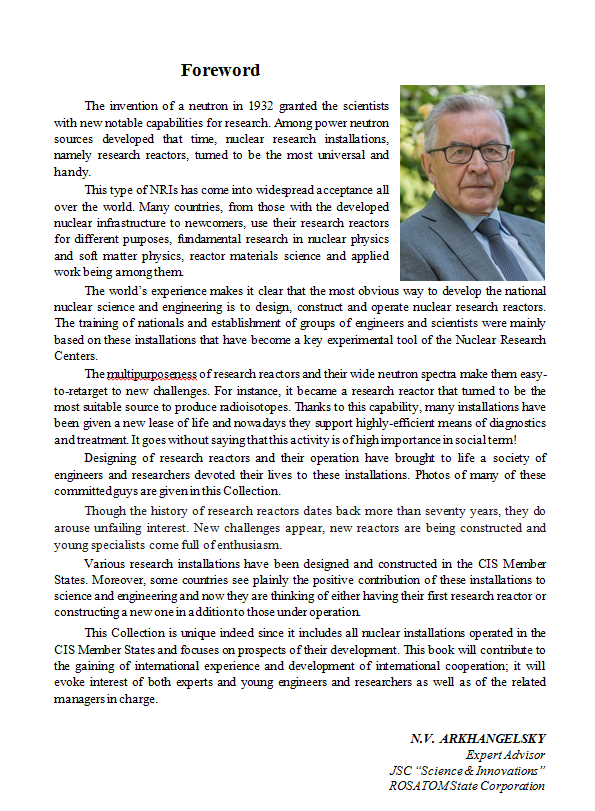 Foreword
The invention of a neutron in 1932 granted the scientists
with new notable capabilities for research. Among power neutron
sources developed that time, nuclear research installations,
namely research reactors, turned to be the most universal and
handy.
This type of NRIs has come into widespread acceptance all
over the world. Many countries, from those with the developed
nuclear infrastructure to newcomers, use their research reactors
for different purposes, fundamental research in nuclear physics
and soft matter physics, reactor materials science and applied
work being among them.
The world's experience makes it clear that the most obvious way to develop the national
nuclear science and engineering is to design, construct and operate nuclear research reactors.
The training of nationals and establishment of groups of engineers and scientists were mainly
based on these installations that have become a key experimental tool of the Nuclear Research
Centers.
The multipurposeness of research reactors and their wide neutron spectra make them easy-
to-retarget to new challenges. For instance, it became a research reactor that turned to be the
most suitable source to produce radioisotopes. Thanks to this capability, many installations have
been given a new lease of life and nowadays they support highly-efficient means of diagnostics
and treatment. It goes without saying that this activity is of high importance in social term!
Designing of research reactors and their operation have brought to life a society of
engineers and researchers devoted their lives to these installations. Photos of many of these
committed guys are given in this Collection.
Though the history of research reactors dates back more than seventy years, they do
arouse unfailing interest. New challenges appear, new reactors are being constructed and
young specialists come full of enthusiasm.
Various research installations have been designed and constructed in the CIS Member
States. Moreover, some countries see plainly the positive contribution of these installations to
science and engineering and now they are thinking of either having their first research reactor or
constructing a new one in addition to those under operation.
This Collection is unique indeed since it includes all nuclear installations operated in the
CIS Member States and focuses on prospects of their development. This book will contribute to
the gaining of international experience and development of international cooperation; it will
evoke interest of both experts and young engineers and researchers as well as of the related
managers in charge.
N.V. ARKHANGELSKY
Expert Advisor
JSC "Science & Innovations"
ROSATOM State Corporation